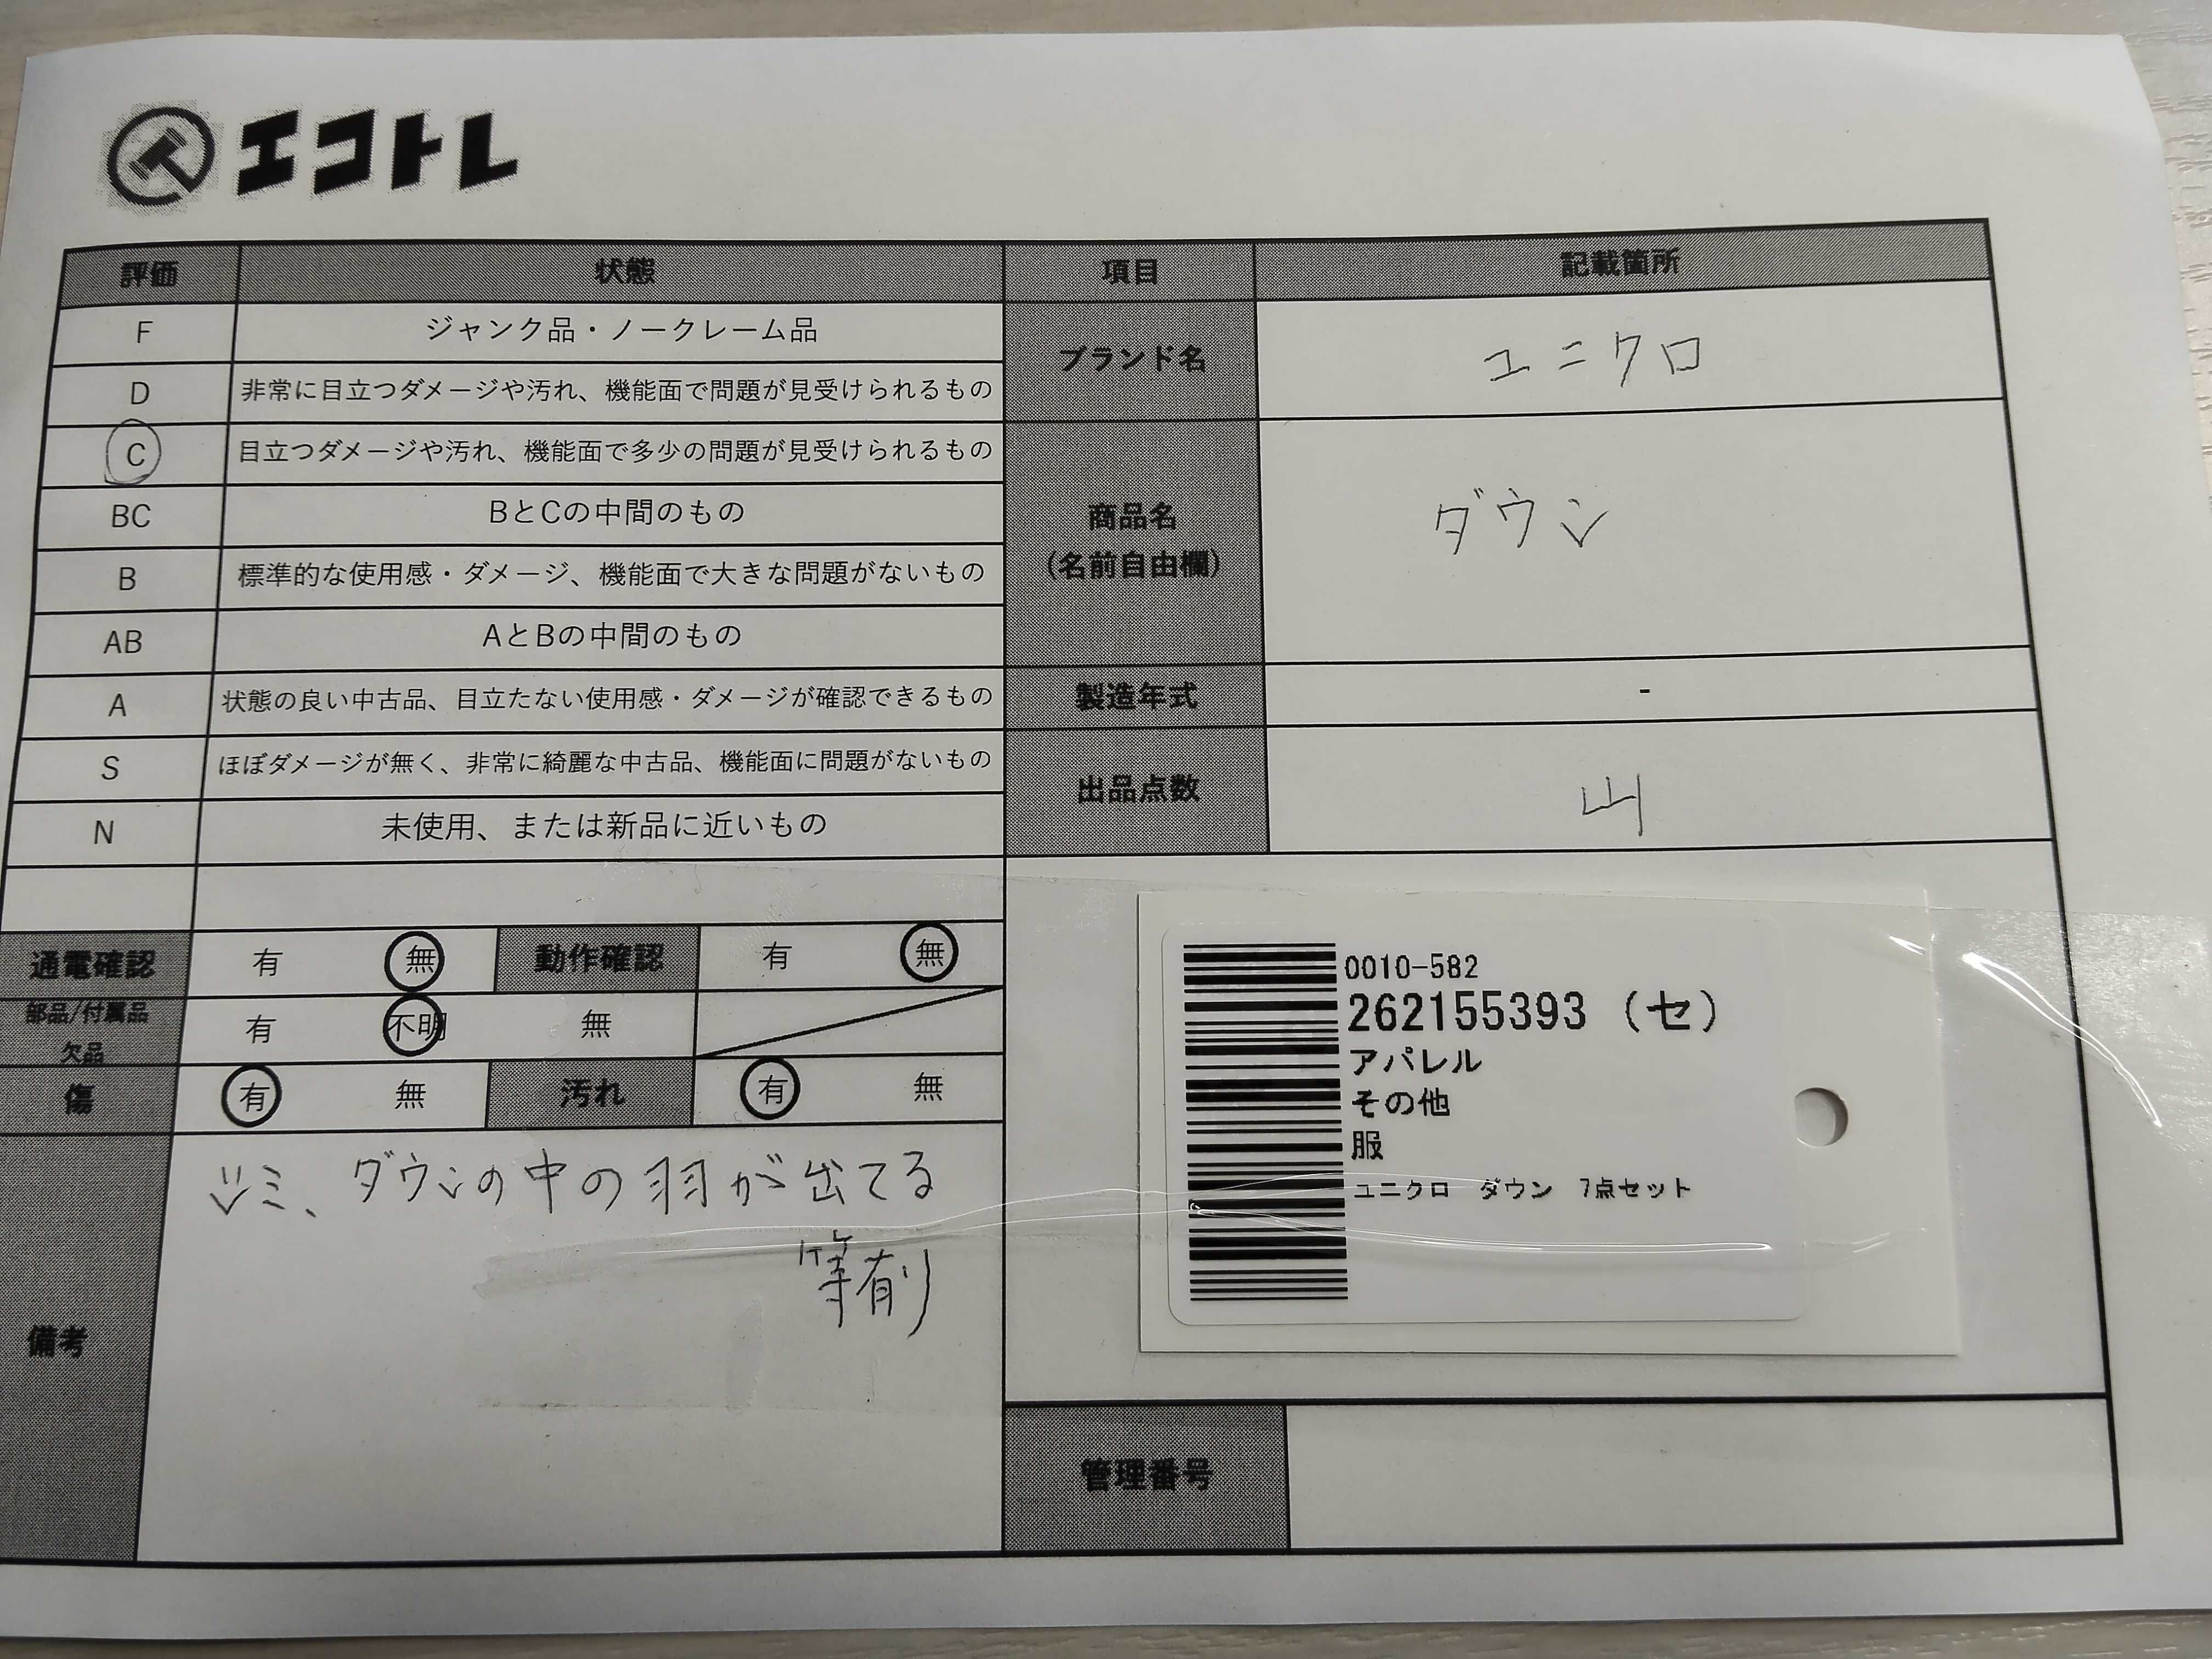 エコトレ
評価 状態
F ジャンク品・ノークレーム品
D 非常に目立つダメージや汚れ、機能面で問題が見受けられるもの
C 目立つダメージや汚れ、機能面で多少の問題が見受けられるもの
BC BとCの中間のもの
B 標準的な使用感・ダメージ、機能面で大きな問題がないもの
AB AとBの中間のもの
A 状態の良い中古品、目立たない使用感・ダメージが確認できるもの
S ほぼダメージが無く、非常に綺麗な中古品、機能面に問題がないもの
N 未使用、または新品に近いもの
通電確認 有 無 動作確認 有 無
部品/付属品
欠品 有 不明 無
傷 有 無 汚れ 有 無
備考
シミ、ダウンの中の羽が出てる
等有り
項目 記載箇所
ブランド名 ユニクロ
商品名
(名前自由欄) ダウン
製造年式 -
出品点数 山
0010-582
262155393 (セ)
アパレル
その他
服
ユニクロ ダウン 7点セット
管理番号